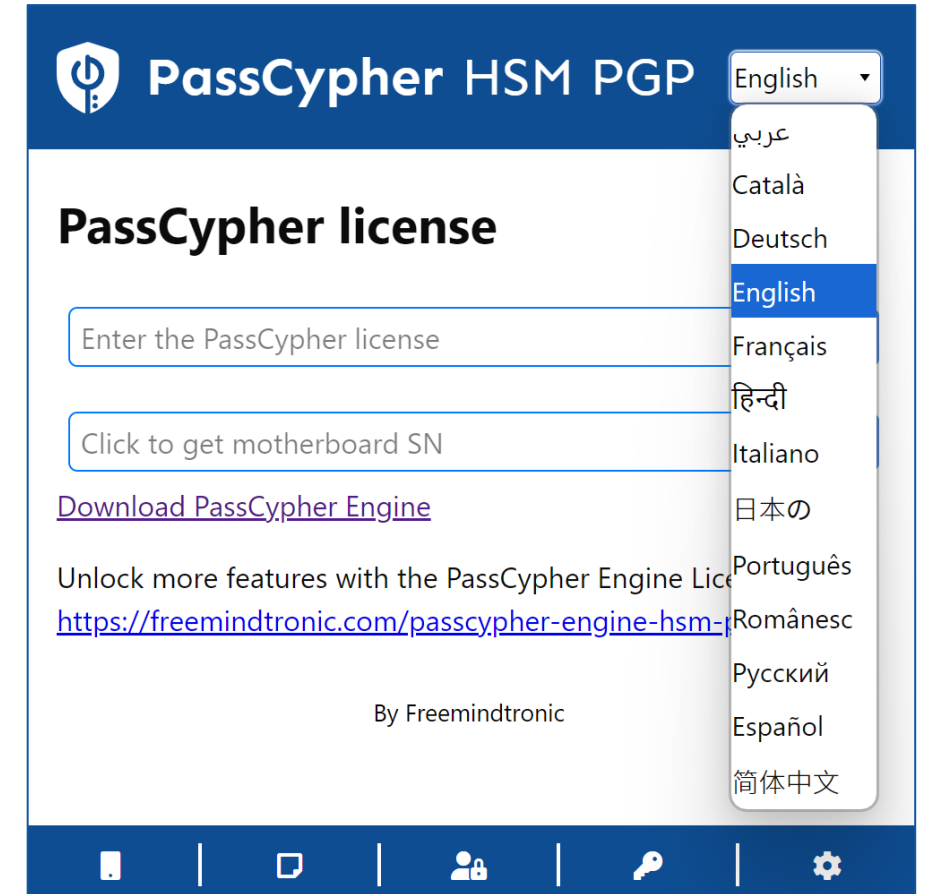 PassCypher HSM PGP
English
عربي
Català
Deutsch
English
Français
हिन्दी
Italiano
日本の
Português
Românesc
Русский
Español
简体中文
PassCypher license
Enter the PassCypher license
Click to get motherboard SN
Download PassCypher Engine
Unlock more features with the PassCypher Engine
https://freemindtronic.com/passcypher-engine-hsm-
By Freemindtronic